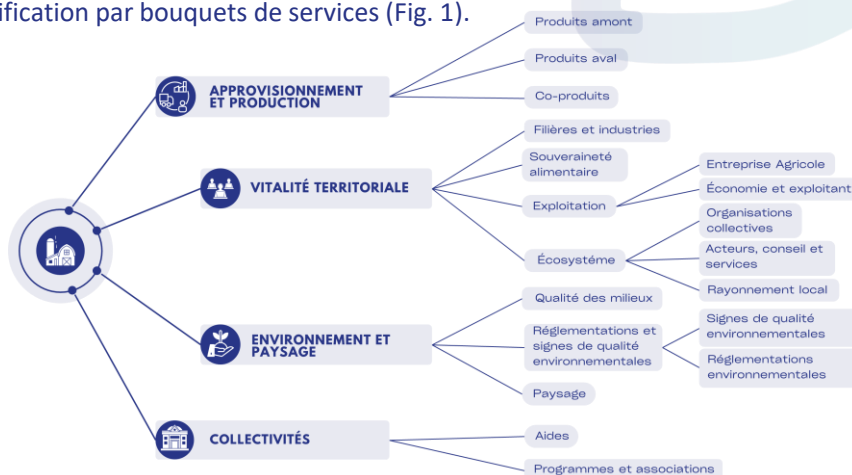 ification par bouquets de services (Fig. 1).
APPROVISIONNEMENT
ET PRODUCTION
Produits amont
Produits aval
Co-produits
VITALITÉ TERRITORIALE
Filières et industries
Souveraineté
alimentaire
Exploitation
Entreprise Agricole
Économie et exploitant
Écosystéme
Organisations
collectives
Acteurs, conseil et
services
Rayonnement local
ENVIRONNEMENT ET
PAYSAGE
Qualité des milieux
Réglementations et
signes de qualité
environnementales
Signes de qualité
environnementales
Réglementations
environnementales
Paysage
COLLECTIVITÉS
Aides
Programmes et associations